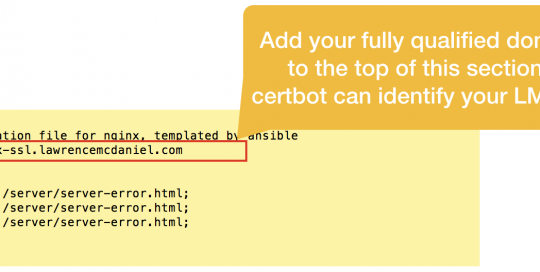 Add your fully qualified dor
to the top of this section
certbot can identify your LM
ation file for nginx, templated by ansible
x-ssl.lawrencemcdaniel.com
/server/server-error.html;
/server/server-error.html;
/server/server-error.html;